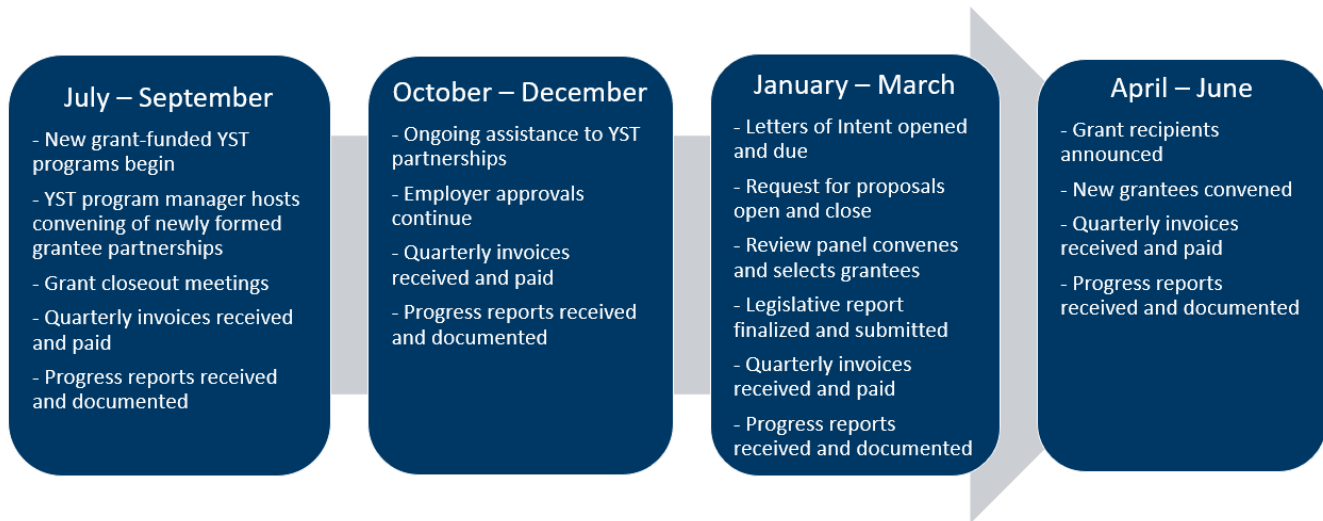 July – September
- New grant-funded YST
programs begin
- YST program manager hosts
convening of newly formed
grantee partnerships
- Grant closeout meetings
- Quarterly invoices received
and paid
- Progress reports received
and documented
October – December
- Ongoing assistance to YST
partnerships
- Employer approvals
continue
- Quarterly invoices
received and paid
- Progress reports received
and documented
January – March
- Letters of Intent opened
and due
- Request for proposals
open and close
- Review panel convenes
and selects grantees
- Legislative report
finalized and submitted
- Quarterly invoices
received and paid
- Progress reports
received and documented
April – June
- Grant recipients
announced
- New grantees convened
- Quarterly invoices
received and paid
- Progress reports
received and documented